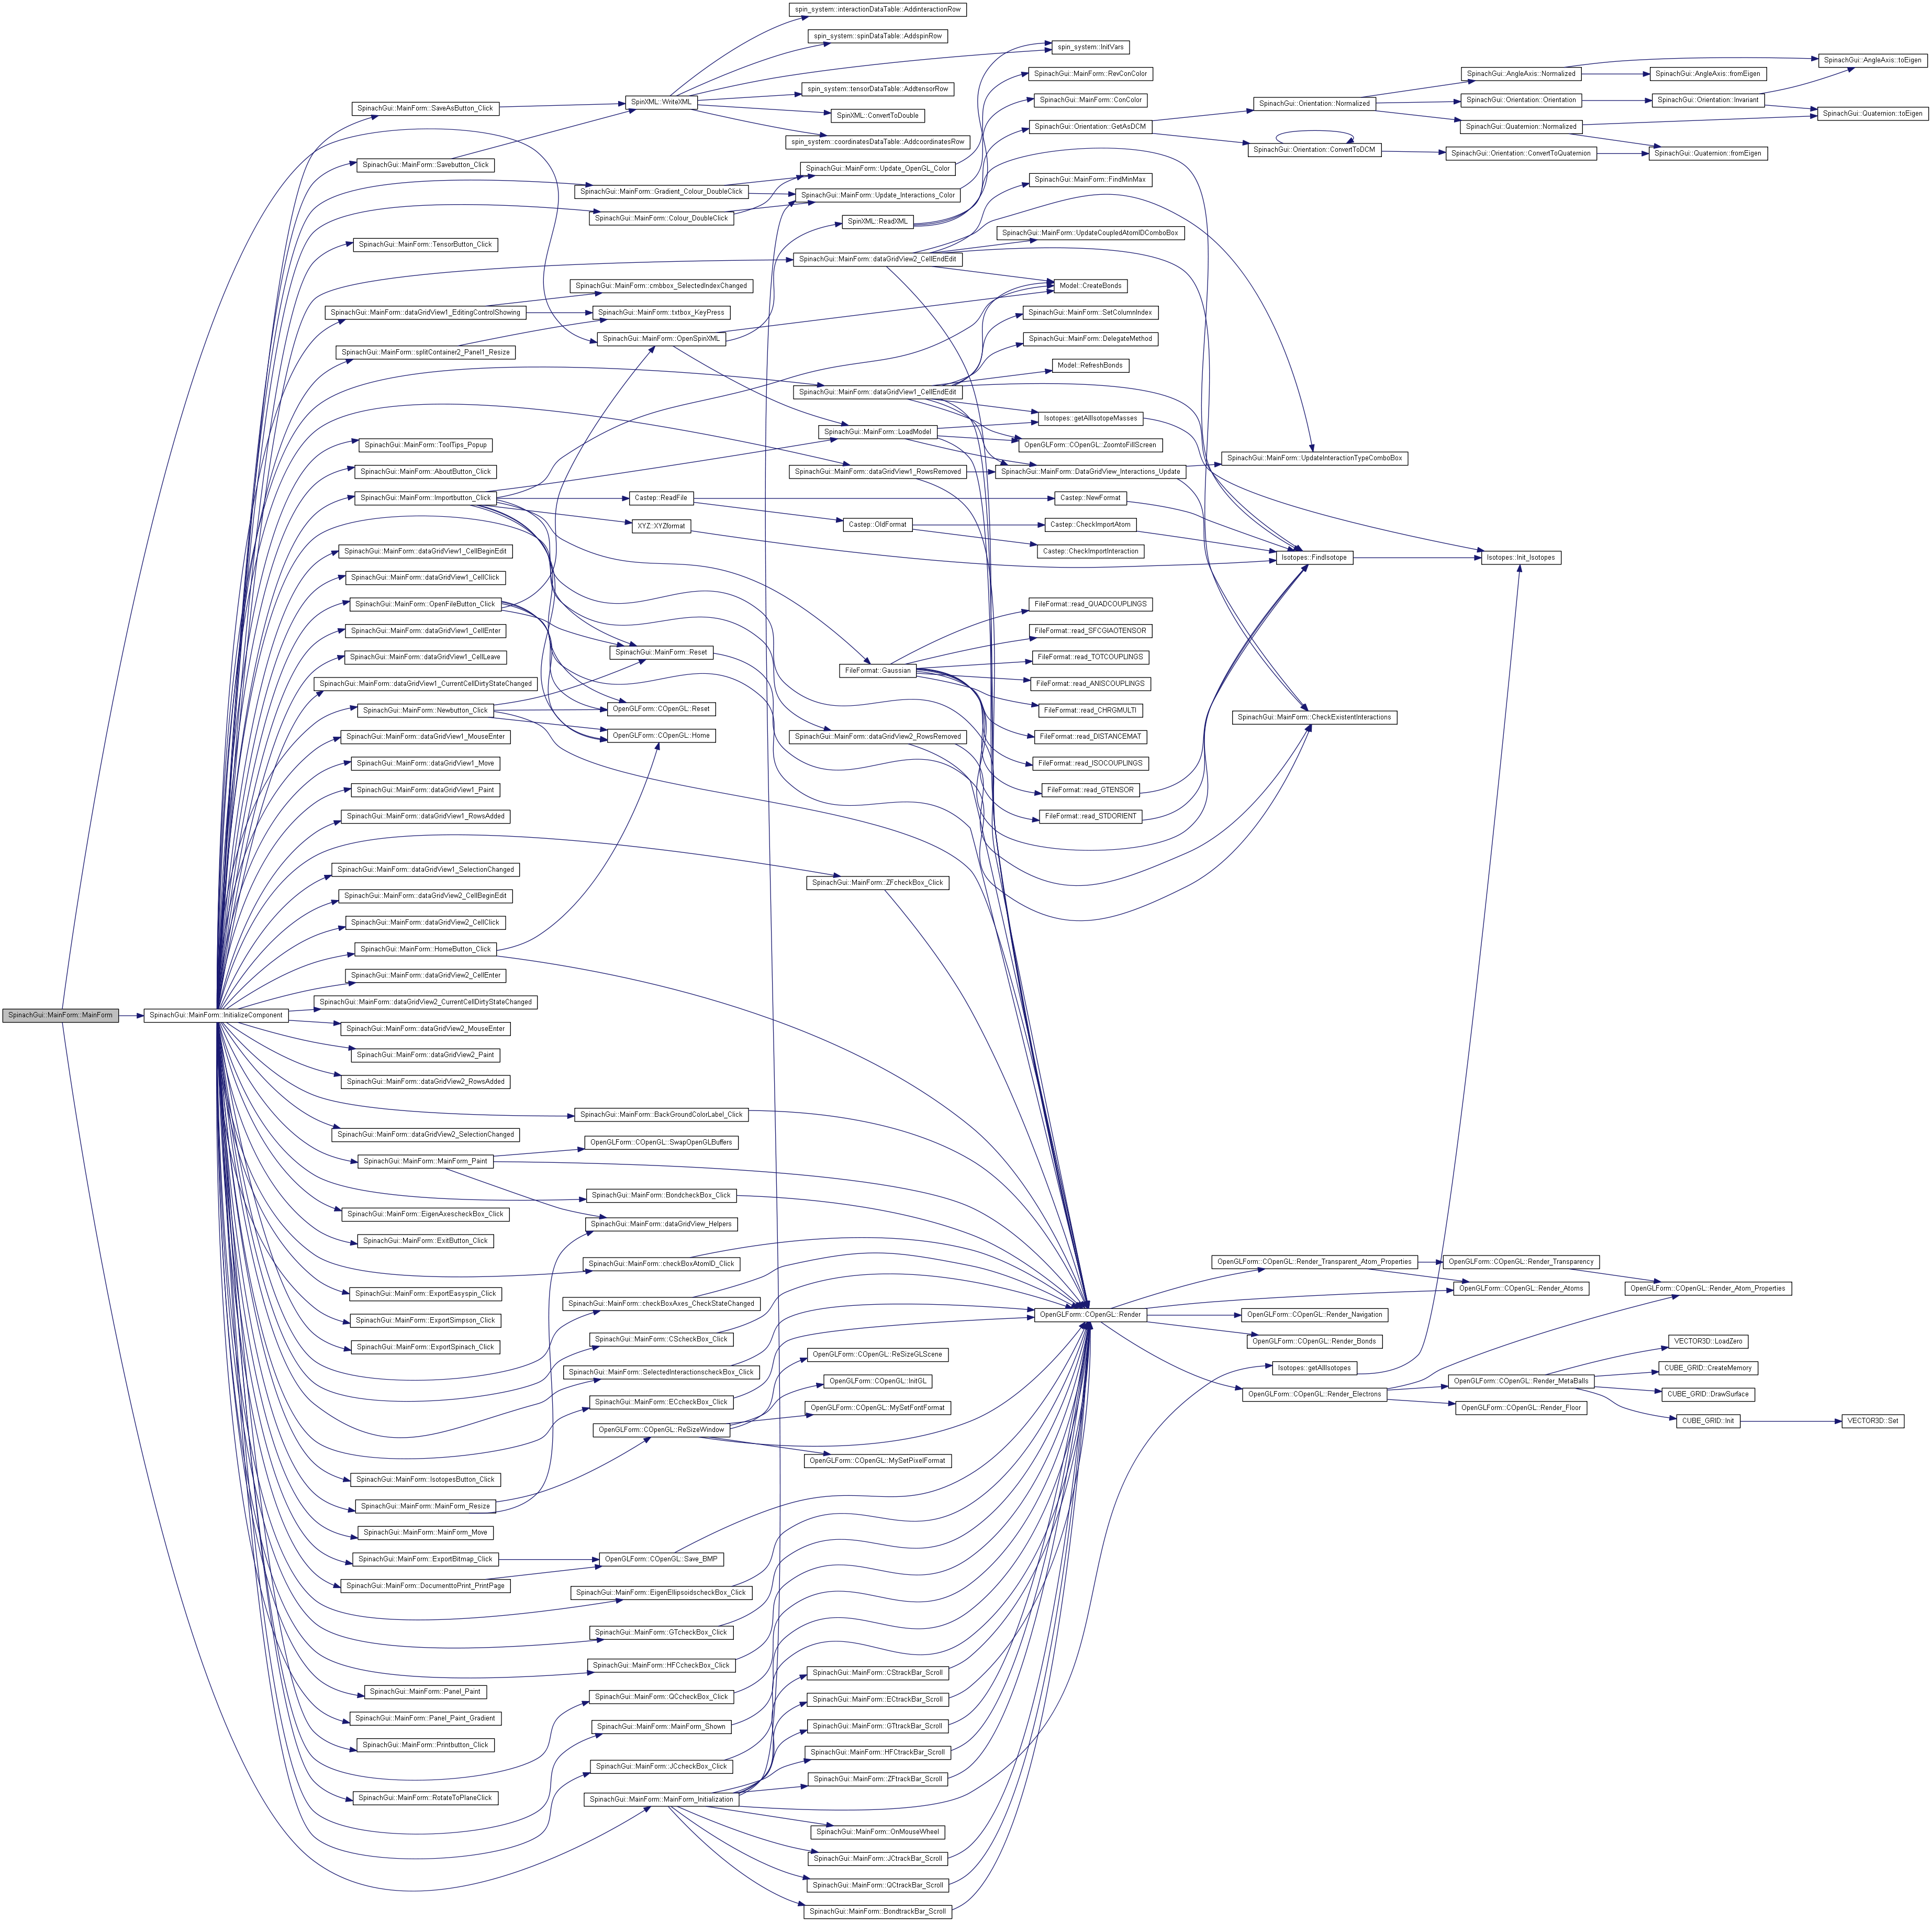 spin_system::interactionDataTable::AddinteractionRow
spin_system::spinDataTable::AddspinRow
spin_system::InitVars
SpinachGui::MainForm::RevConColor
SpinachGui::AngleAxis::toEigen
SpinachGui::AngleAxis::Normalized
SpinachGui::AngleAxis::fromEigen
spin_system::tensorDataTable::AddtensorRow
SpinXML::WriteXML
SpinachGui::MainForm::SaveAsButton_Click
SpinachGui::MainForm::ConColor
SpinachGui::Orientation::Normalized
SpinachGui::Orientation::Orientation
SpinachGui::Orientation::Invariant
SpinXML::ConvertToDouble
SpinachGui::Quaternion::toEigen
SpinachGui::Orientation::GetAsDCM
SpinachGui::Quaternion::Normalized
spin_system::coordinatesDataTable::AddcoordinatesRow
SpinachGui::Orientation::ConvertToDCM
SpinachGui::Orientation::ConvertToQuaternion
SpinachGui::Quaternion::fromEigen
SpinachGui::MainForm::Savebutton_Click
SpinachGui::MainForm::Update_OpenGL_Color
SpinachGui::MainForm::FindMinMax
SpinachGui::MainForm::Gradient_Colour_DoubleClick
SpinachGui::MainForm::Update_Interactions_Color
SpinachGui::MainForm::Colour_DoubleClick
SpinXML::ReadXML
SpinachGui::MainForm::UpdateCoupledAtomIDComboBox
SpinachGui::MainForm::TensorButton_Click
SpinachGui::MainForm::dataGridView2_CellEndEdit
SpinachGui::MainForm::cmbbox_SelectedIndexChanged
Model::CreateBonds
SpinachGui::MainForm::dataGridView1_EditingControlShowing
SpinachGui::MainForm::txtbox_KeyPress
SpinachGui::MainForm::SetColumnIndex
SpinachGui::MainForm::OpenSpinXML
SpinachGui::MainForm::DelegateMethod
SpinachGui::MainForm::splitContainer2_Panel1_Resize
Model::RefreshBonds
SpinachGui::MainForm::dataGridView1_CellEndEdit
Isotopes::getAllIsotopeMasses
SpinachGui::MainForm::LoadModel
SpinachGui::MainForm::ToolTips_Popup
OpenGLForm::COpenGL::ZoomtoFillScreen
SpinachGui::MainForm::UpdateInteractionTypeComboBox
SpinachGui::MainForm::AboutButton_Click
SpinachGui::MainForm::dataGridView1_RowsRemoved
SpinachGui::MainForm::DataGridView_Interactions_Update
SpinachGui::MainForm::Importbutton_Click
Castep::ReadFile
Castep::NewFormat
XYZ::XYZformat
Castep::OldFormat
Castep::CheckImportAtom
SpinachGui::MainForm::dataGridView1_CellBeginEdit
Castep::CheckImportInteraction
Isotopes::FindIsotope
Isotopes::Init_Isotopes
SpinachGui::MainForm::dataGridView1_CellClick
SpinachGui::MainForm::OpenFileButton_Click
FileFormat::read_QUADCOUPLINGS
SpinachGui::MainForm::dataGridView1_CellEnter
FileFormat::read_SFCGIAOTENSOR
SpinachGui::MainForm::Reset
SpinachGui::MainForm::dataGridView1_CellLeave
FileFormat::read_TOTCOUPLINGS
FileFormat::Gaussian
SpinachGui::MainForm::dataGridView1_CurrentCellDirtyStateChanged
FileFormat::read_ANISCOUPLINGS
SpinachGui::MainForm::Newbutton_Click
OpenGLForm::COpenGL::Reset
FileFormat::read_CHRGMULTI
SpinachGui::MainForm::CheckExistentInteractions
SpinachGui::MainForm::dataGridView1_MouseEnter
OpenGLForm::COpenGL::Home
SpinachGui::MainForm::dataGridView2_RowsRemoved
FileFormat::read_DISTANCEMAT
SpinachGui::MainForm::dataGridView1_Move
FileFormat::read_ISOCOUPLINGS
SpinachGui::MainForm::dataGridView1_Paint
FileFormat::read_GTENSOR
SpinachGui::MainForm::dataGridView1_RowsAdded
FileFormat::read_STDORIENT
SpinachGui::MainForm::dataGridView1_SelectionChanged
SpinachGui::MainForm::ZFcheckBox_Click
SpinachGui::MainForm::dataGridView2_CellBeginEdit
SpinachGui::MainForm::dataGridView2_CellClick
SpinachGui::MainForm::HomeButton_Click
SpinachGui::MainForm::dataGridView2_CellEnter
SpinachGui::MainForm::dataGridView2_CurrentCellDirtyStateChanged
SpinachGui::MainForm::MainForm
SpinachGui::MainForm::InitializeComponent
SpinachGui::MainForm::dataGridView2_MouseEnter
SpinachGui::MainForm::dataGridView2_Paint
SpinachGui::MainForm::dataGridView2_RowsAdded
SpinachGui::MainForm::BackGroundColorLabel_Click
SpinachGui::MainForm::dataGridView2_SelectionChanged
OpenGLForm::COpenGL::SwapOpenGLBuffers
SpinachGui::MainForm::MainForm_Paint
SpinachGui::MainForm::BondcheckBox_Click
SpinachGui::MainForm::EigenAxescheckBox_Click
SpinachGui::MainForm::dataGridView_Helpers
SpinachGui::MainForm::ExitButton_Click
SpinachGui::MainForm::checkBoxAtomID_Click
OpenGLForm::COpenGL::Render_Transparent_Atom_Properties
OpenGLForm::COpenGL::Render_Transparency
SpinachGui::MainForm::ExportEasyspin_Click
OpenGLForm::COpenGL::Render_Atoms
OpenGLForm::COpenGL::Render_Atom_Properties
SpinachGui::MainForm::checkBoxAxes_CheckStateChanged
SpinachGui::MainForm::ExportSimpson_Click
OpenGLForm::COpenGL::Render
OpenGLForm::COpenGL::Render_Navigation
SpinachGui::MainForm::CScheckBox_Click
SpinachGui::MainForm::ExportSpinach_Click
OpenGLForm::COpenGL::Render_Bonds
VECTOR3D::LoadZero
OpenGLForm::COpenGL::ReSizeGLScene
SpinachGui::MainForm::SelectedInteractionscheckBox_Click
Isotopes::getAllIsotopes
CUBE_GRID::CreateMemory
OpenGLForm::COpenGL::InitGL
OpenGLForm::COpenGL::Render_MetaBalls
OpenGLForm::COpenGL::Render_Electrons
CUBE_GRID::DrawSurface
SpinachGui::MainForm::ECcheckBox_Click
OpenGLForm::COpenGL::MySetFontFormat
OpenGLForm::COpenGL::Render_Floor
CUBE_GRID::Init
VECTOR3D::Set
OpenGLForm::COpenGL::ReSizeWindow
OpenGLForm::COpenGL::MySetPixelFormat
SpinachGui::MainForm::IsotopesButton_Click
SpinachGui::MainForm::MainForm_Resize
SpinachGui::MainForm::MainForm_Move
SpinachGui::MainForm::ExportBitmap_Click
OpenGLForm::COpenGL::Save_BMP
SpinachGui::MainForm::DocumenttoPrint_PrintPage
SpinachGui::MainForm::EigenEllipsoidscheckBox_Click
SpinachGui::MainForm::GTcheckBox_Click
SpinachGui::MainForm::HFCcheckBox_Click
SpinachGui::MainForm::CStrackBar_Scroll
SpinachGui::MainForm::Panel_Paint
SpinachGui::MainForm::QCcheckBox_Click
SpinachGui::MainForm::ECtrackBar_Scroll
SpinachGui::MainForm::Panel_Paint_Gradient
SpinachGui::MainForm::MainForm_Shown
SpinachGui::MainForm::GTtrackBar_Scroll
SpinachGui::MainForm::Printbutton_Click
SpinachGui::MainForm::HFCtrackBar_Scroll
SpinachGui::MainForm::JCcheckBox_Click
SpinachGui::MainForm::ZFtrackBar_Scroll
SpinachGui::MainForm::RotateToPlaneClick
SpinachGui::MainForm::MainForm_Initialization
SpinachGui::MainForm::OnMouseWheel
SpinachGui::MainForm::JCtrackBar_Scroll
SpinachGui::MainForm::QCtrackBar_Scroll
SpinachGui::MainForm::BondtrackBar_Scroll